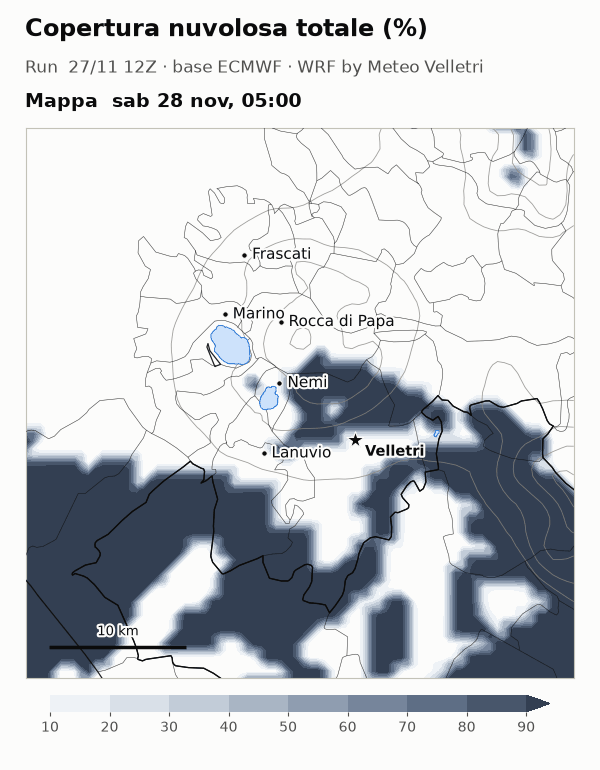 Copertura nuvolosa totale (%)
Run  27/11 12Z · base ECMWF · WRF by Meteo Velletri
Mappa  sab 28 nov, 05:00
Frascati
Marino
Rocca di Papa
Nemi
Velletri
Lanuvio
10 km
10 20 30 40 50 60 70 80 90